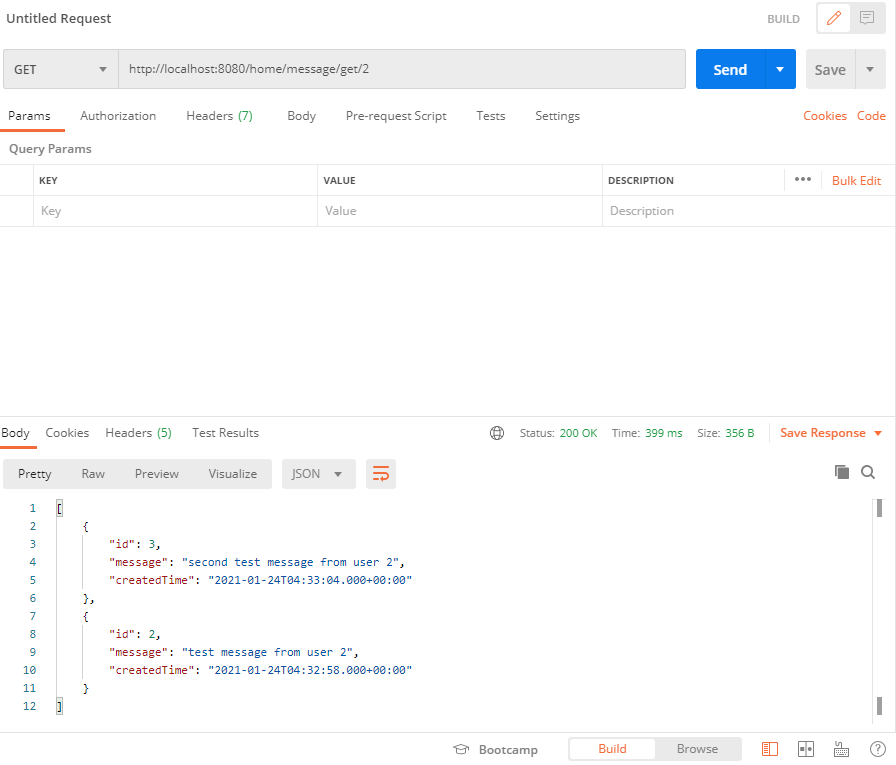 Untitled Request BUILD
GET http://localhost:8080/home/message/get/2 Send Save
Params Authorization Headers (7) Body Pre-request Script Tests Settings Cookies Code
Query Params
KEY VALUE DESCRIPTION ••• Bulk Edit
Key Value Description
Body Cookies Headers (5) Test Results Status: 200 OK Time: 399 ms Size: 356 B Save Response
Pretty Raw Preview Visualize JSON
1 [
2 {
3 "id": 3,
4 "message": "second test message from user 2",
5 "createdTime": "2021-01-24T04:33:04.000+00:00"
6 },
7 {
8 "id": 2,
9 "message": "test message from user 2",
10 "createdTime": "2021-01-24T04:32:58.000+00:00"
11 }
12 ]
Bootcamp Build Browse ?